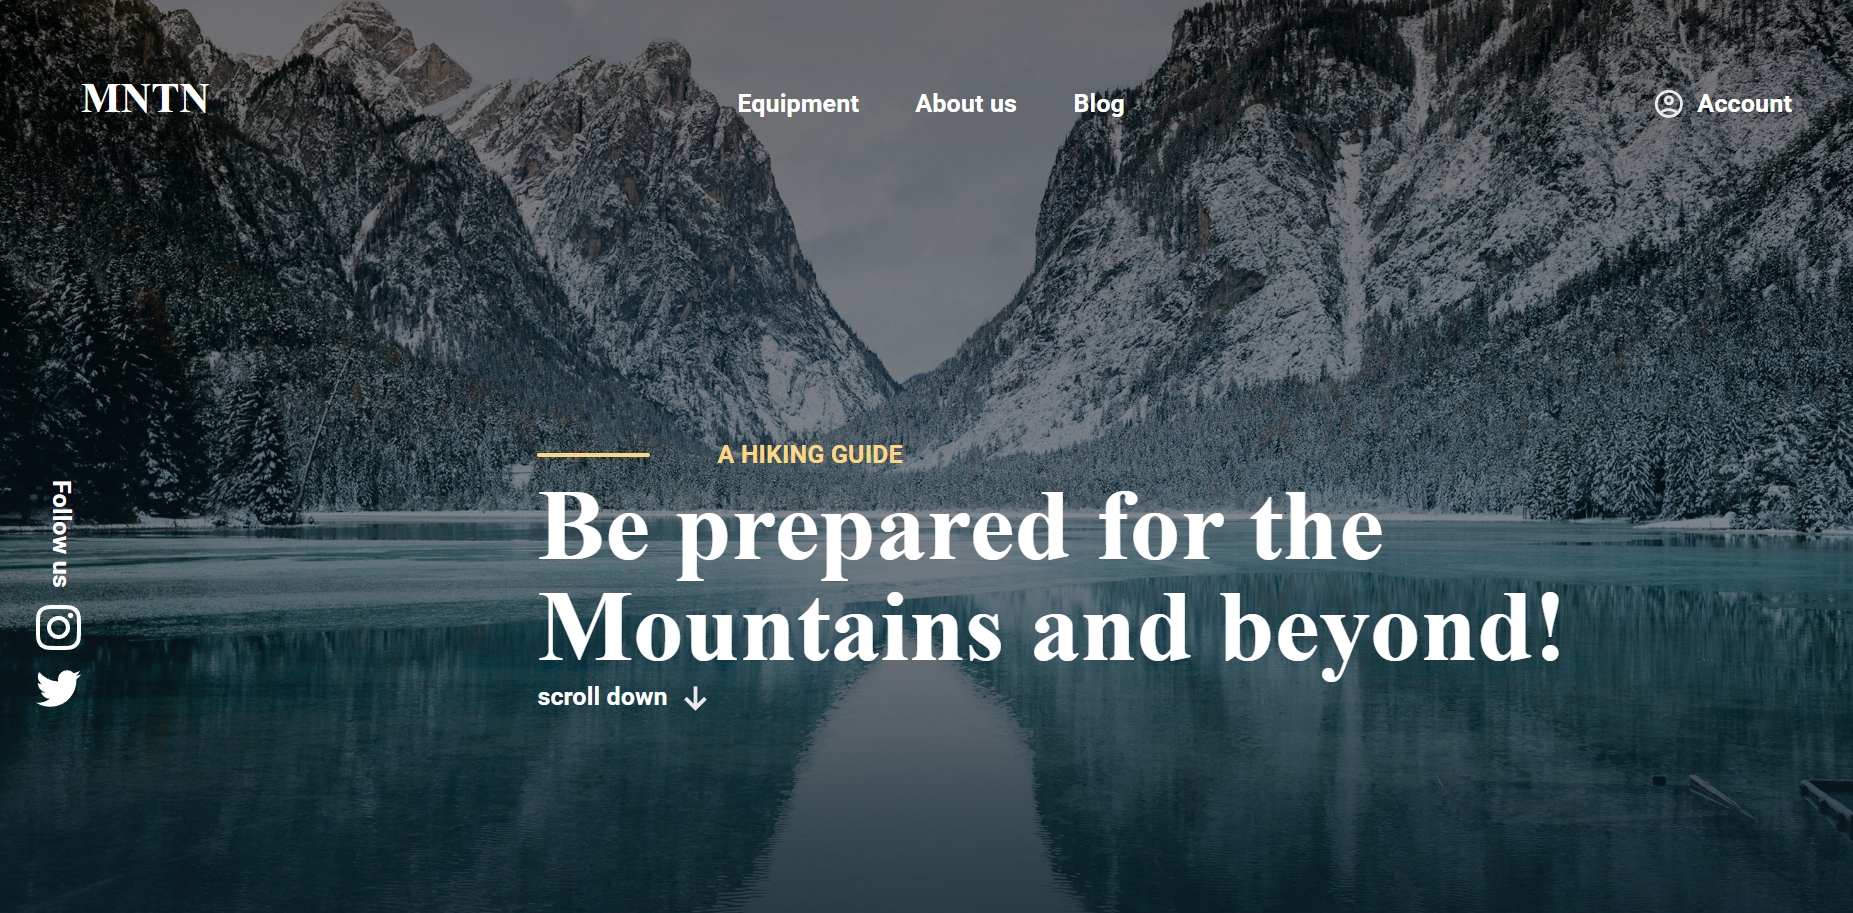 MNTN
Equipment
About us
Blog
Account
A HIKING GUIDE
Be prepared for the
Mountains and beyond!
scroll down
Follow us